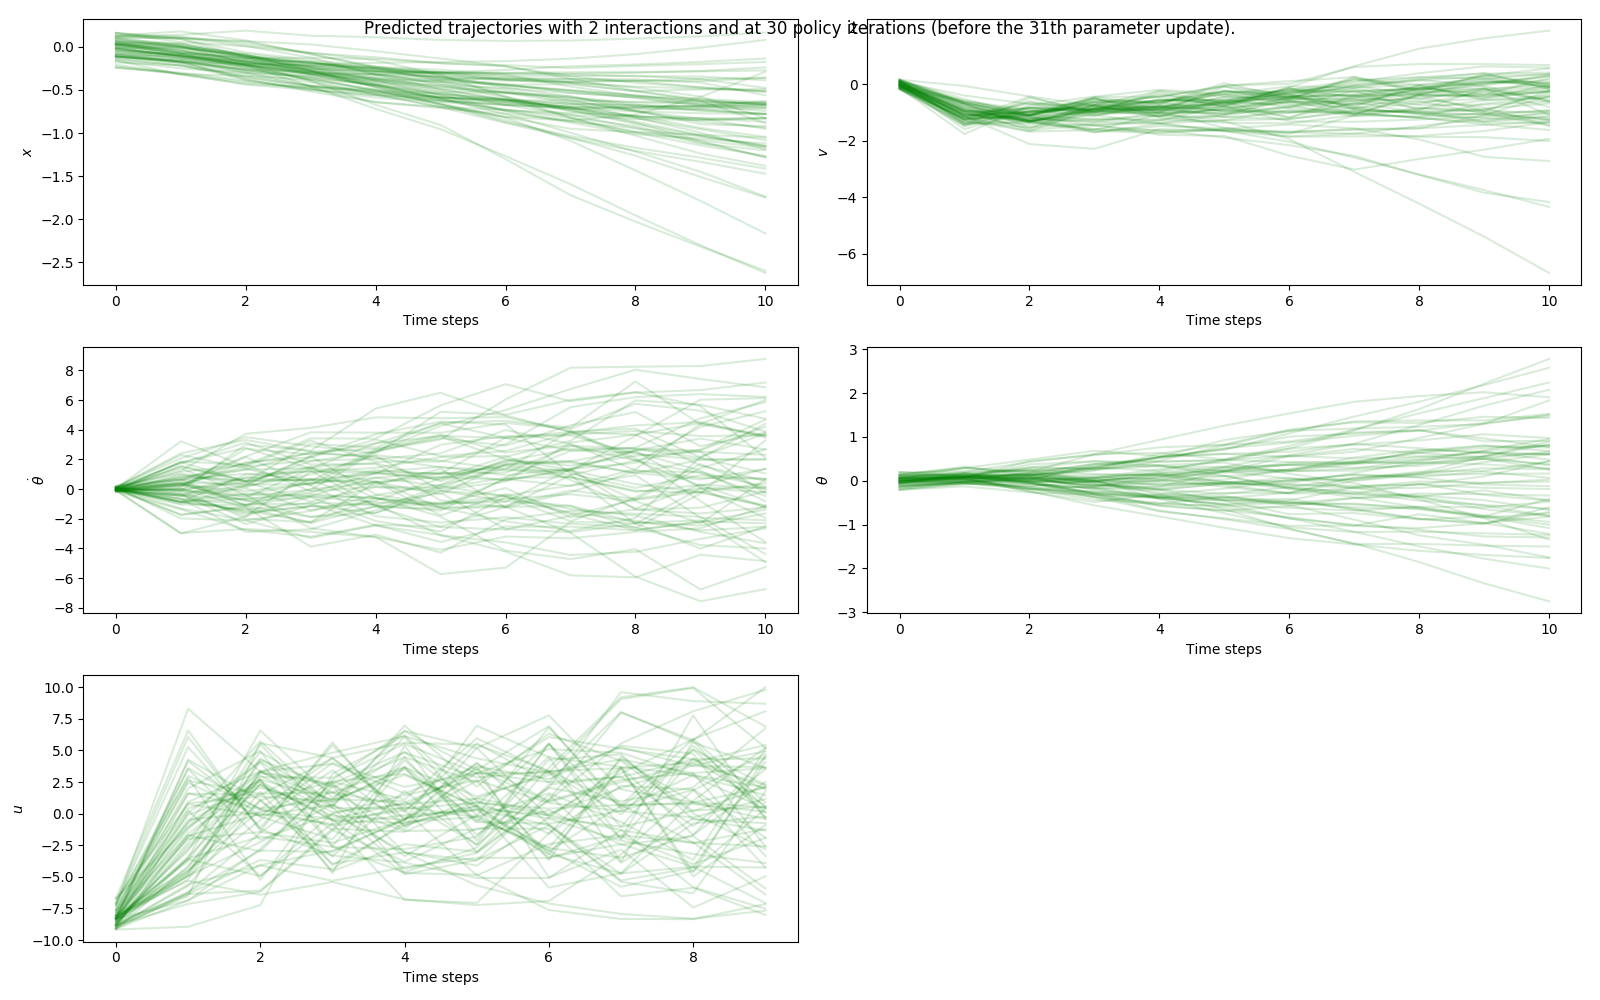 Predicted trajectories with 2 interactions and at 30 policy iterations (before the 31th parameter update).
0.0
−0.5
−1.0
−1.5
−2.0
−2.5
x
0 2 4 6 8 10
Time steps
2
0
−2
−4
−6
v
0 2 4 6 8 10
Time steps
8
6
4
2
0
−2
−4
−6
−8
θ̇
0 2 4 6 8 10
Time steps
3
2
1
0
−1
−2
−3
θ
0 2 4 6 8 10
Time steps
10.0
7.5
5.0
2.5
0.0
−2.5
−5.0
−7.5
−10.0
u
0 2 4 6 8
Time steps